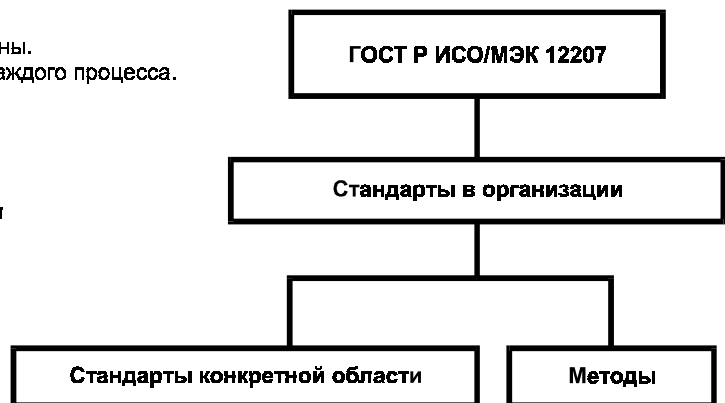 ны.
аждого процесса.
ГОСТ Р ИСО/МЭК 12207
Стандарты в организации
Стандарты конкретной области
Методы